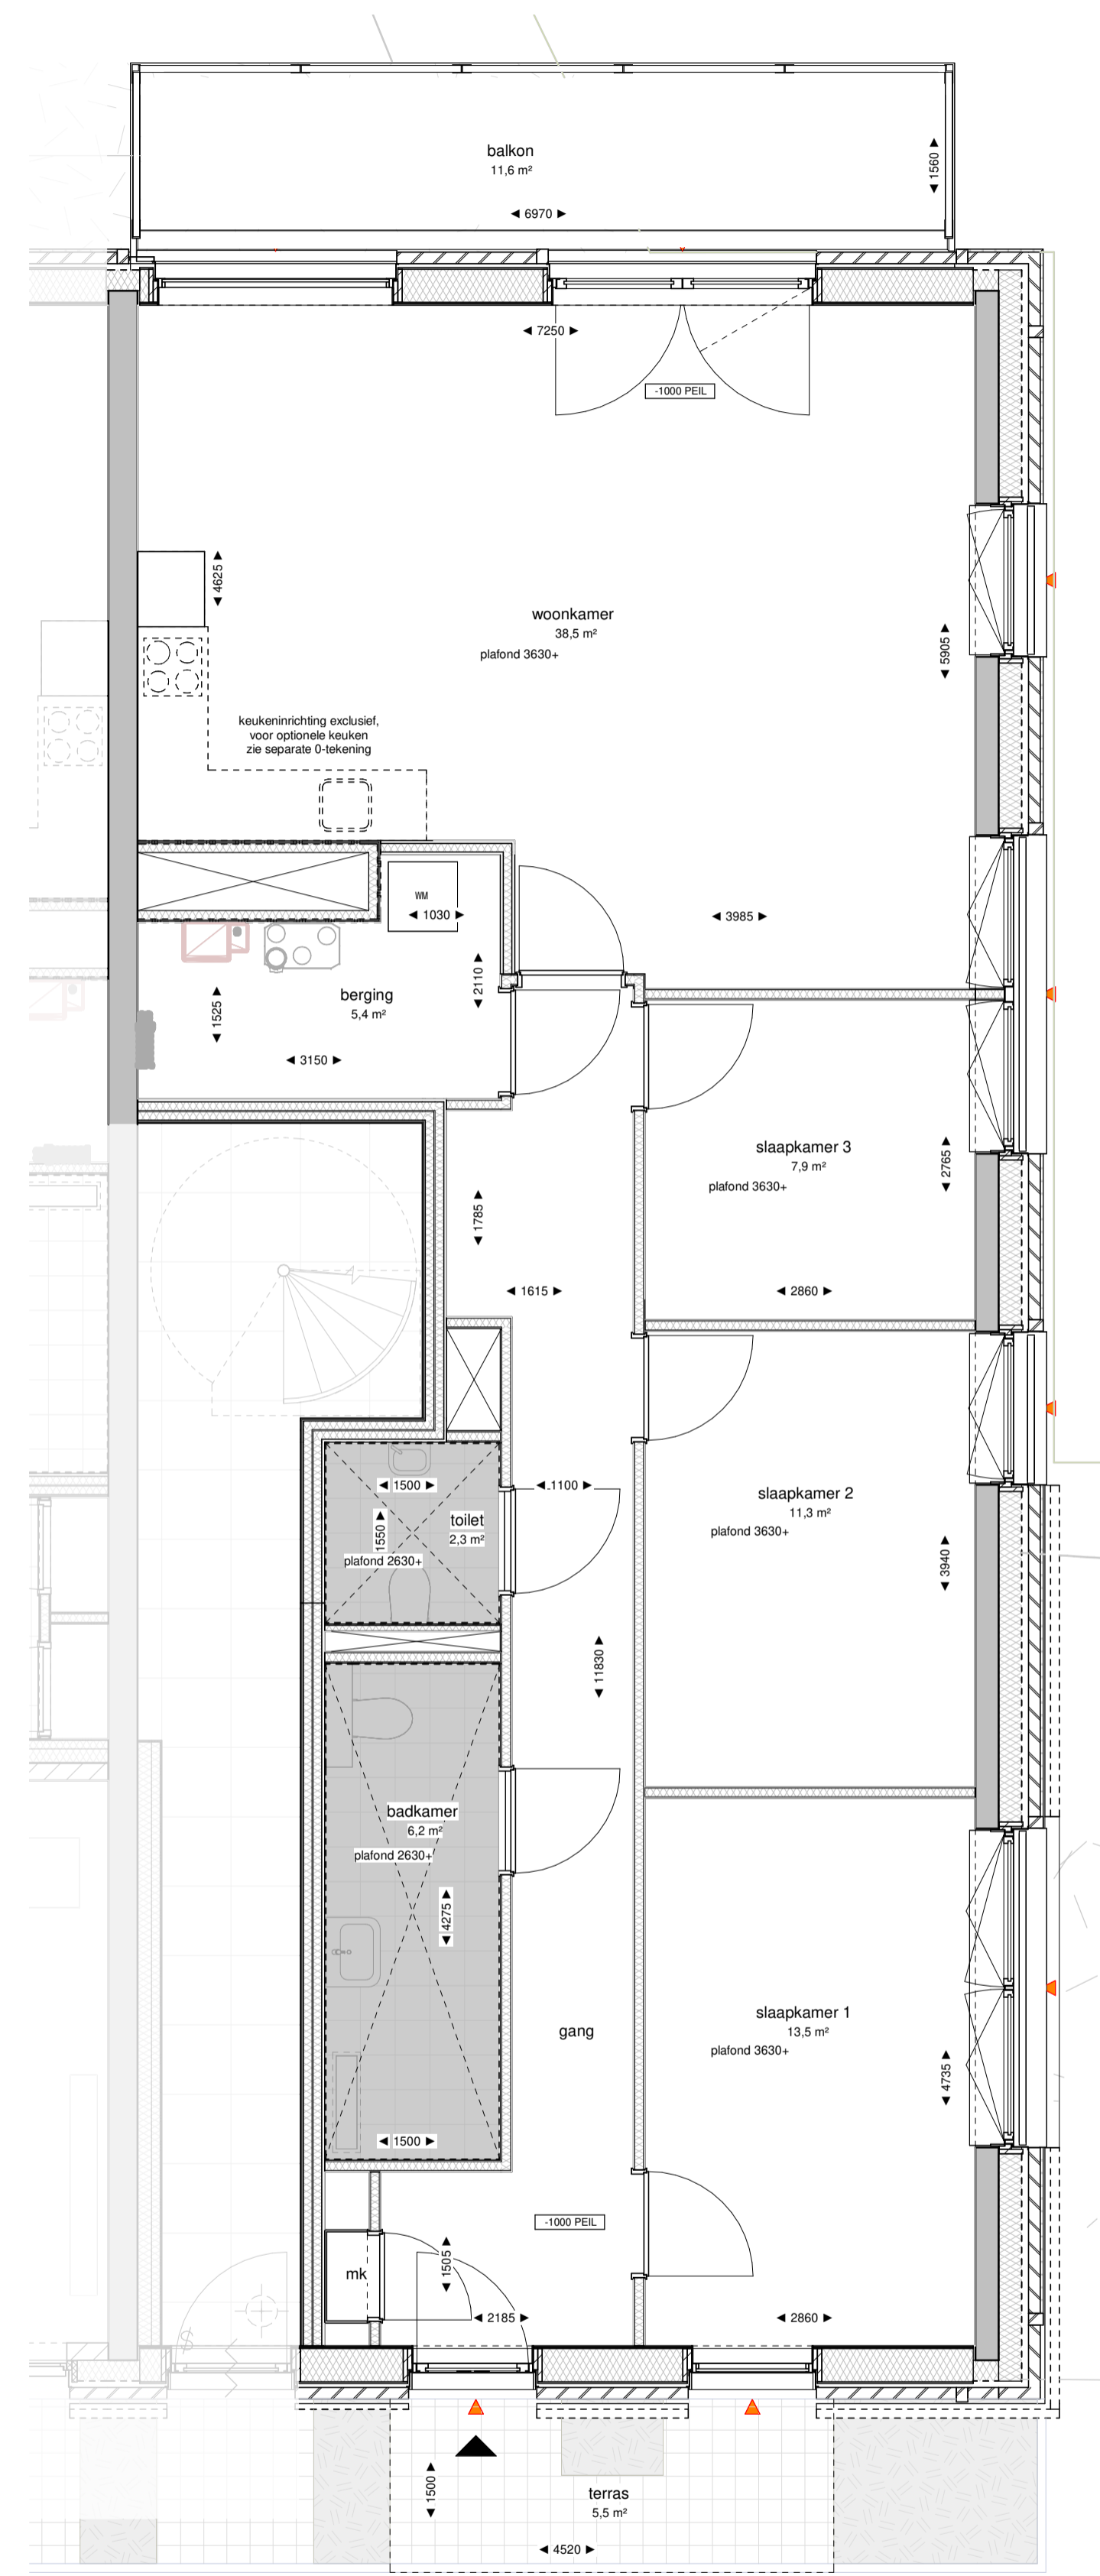 balkon
11,6 m²
1560
6970
7250
-1000 PEIL
4625
woonkamer
38,5 m²
plafond 3630+
5905
keukeninrichting exclusief,
voor optionele keuken
zie separate 0-tekening
WM
1030
3985
2110
berging
5,4 m²
1525
3150
slaapkamer 3
7,9 m²
plafond 3630+
2765
1785
1615
2860
1500
1100
toilet
2,3 m²
1550
plafond 2630+
slaapkamer 2
11,3 m²
plafond 3630+
3940
11830
badkamer
6,2 m²
plafond 2630+
4275
gang
slaapkamer 1
13,5 m²
plafond 3630+
4735
1500
-1000 PEIL
mk
1505
2185
2860
terras
5,5 m²
1500
4520